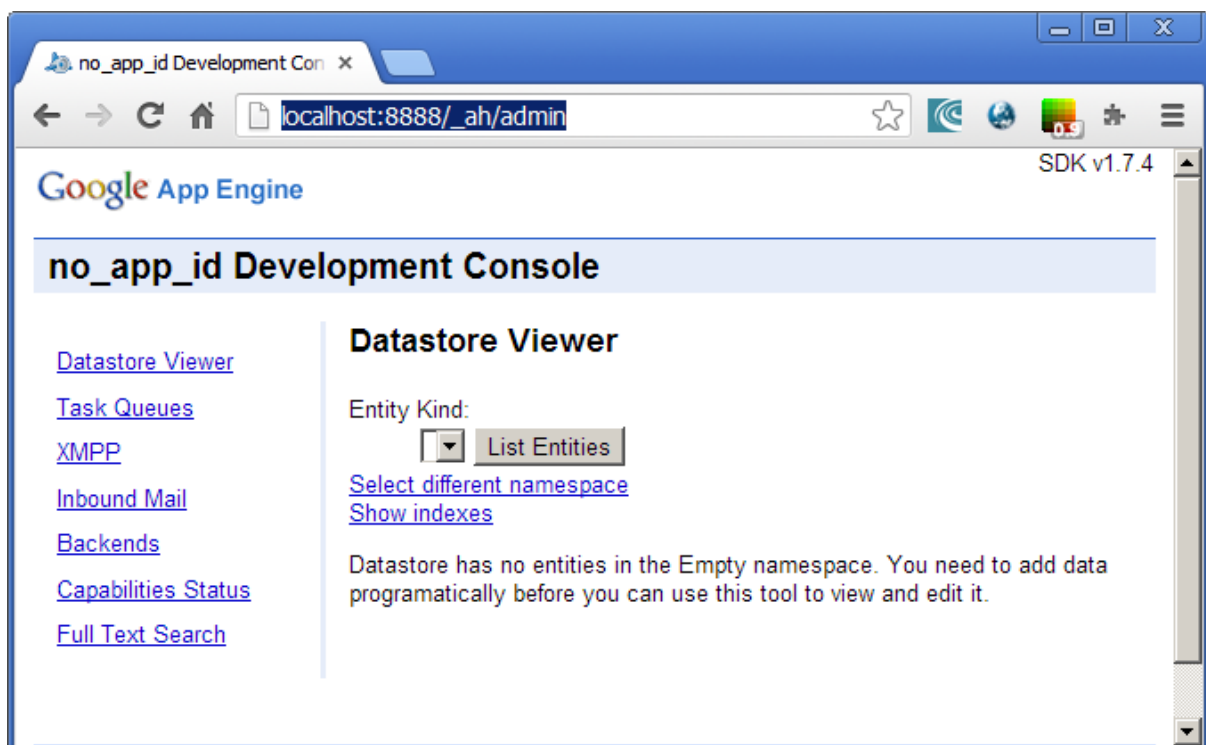 no_app_id Development Con
localhost:8888/_ah/admin
0.9
SDK v1.7.4
Google App Engine
no_app_id Development Console
Datastore Viewer
Task Queues
XMPP
Inbound Mail
Backends
Capabilities Status
Full Text Search
Datastore Viewer
Entity Kind:
List Entities
Select different namespace
Show indexes
Datastore has no entities in the Empty namespace. You need to add data
programatically before you can use this tool to view and edit it.